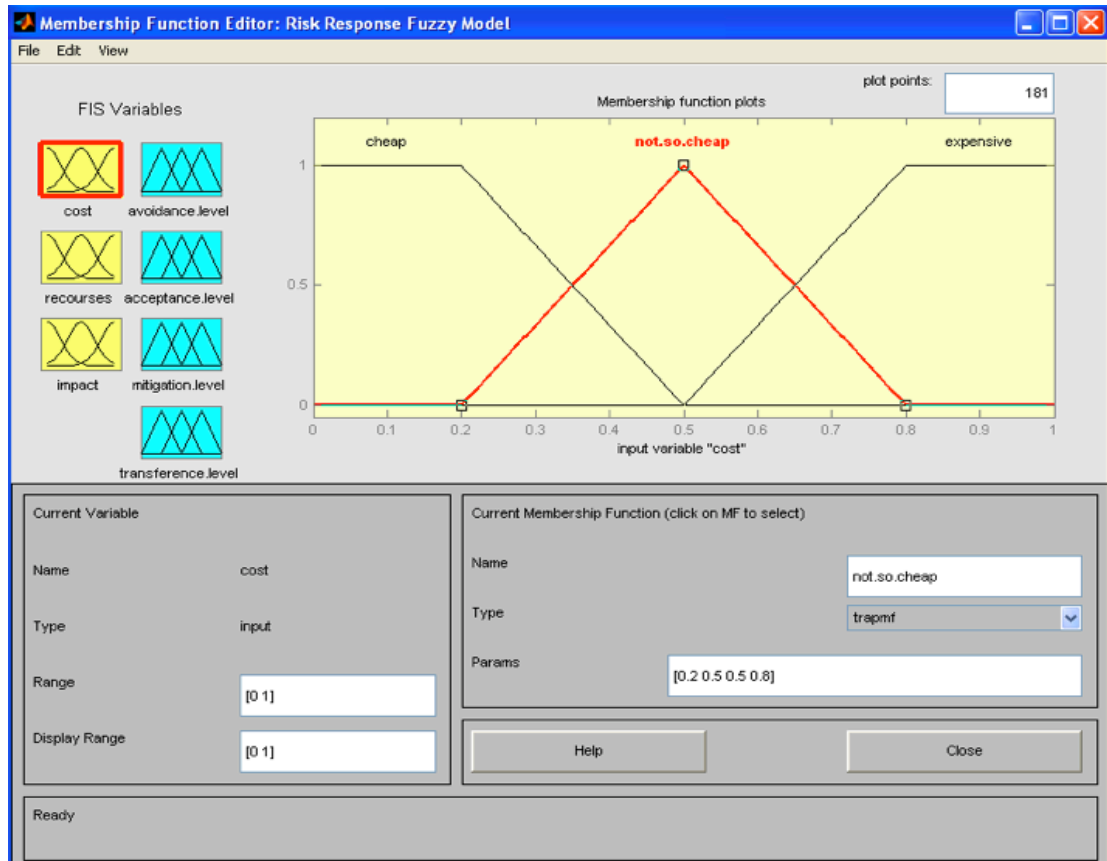 Membership Function Editor: Risk Response Fuzzy Model
File Edit View
FIS Variables
cost avoidance.level
recourses acceptance.level
impact mitigation.level
transference.level
plot points: 181
Membership function plots
cheap not.so.cheap expensive
1
0.5
0
0 0.1 0.2 0.3 0.4 0.5 0.6 0.7 0.8 0.9 1
input variable "cost"
Current Variable
Name cost
Type input
Range [0 1]
Display Range [0 1]
Current Membership Function (click on MF to select)
Name not.so.cheap
Type trapmf
Params [0.2 0.5 0.5 0.8]
Help Close
Ready